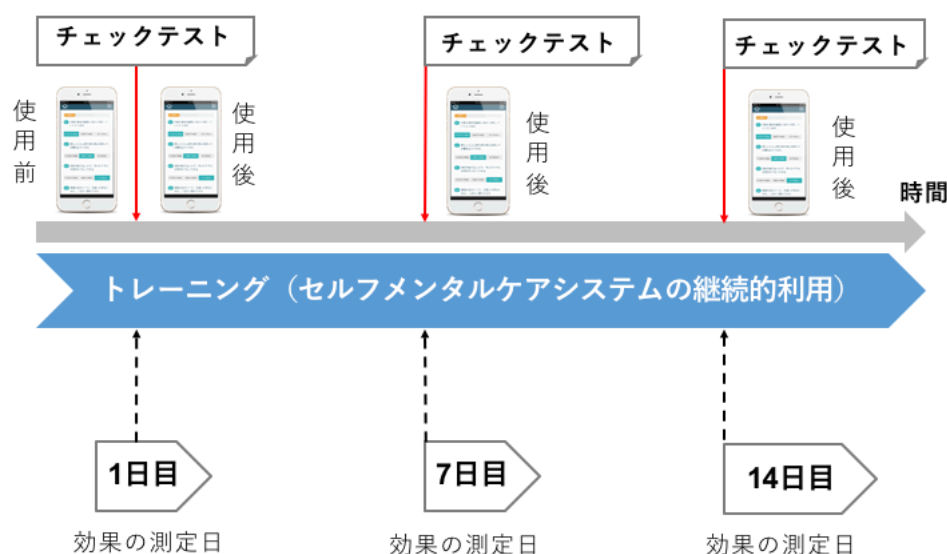 チェックテスト
チェックテスト
チェックテスト
使用前
使用後
使用後
使用後
時間
トレーニング（セルフメンタルケアシステムの継続的利用）
1日目
7日目
14日目
効果の測定日
効果の測定日
効果の測定日